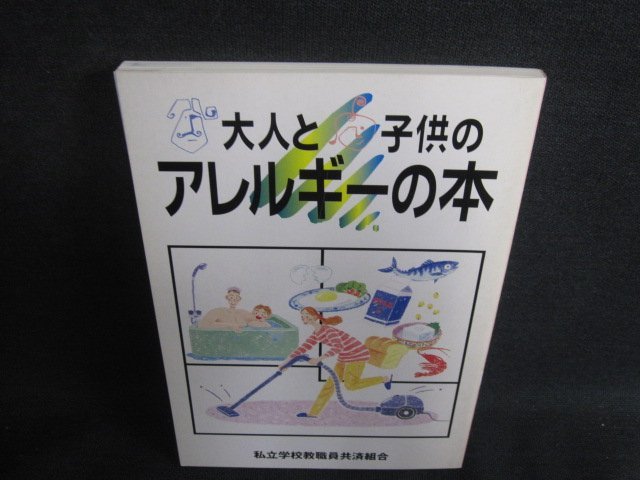 大人と子供の
アレルギーの本
私立学校教職員共済組合